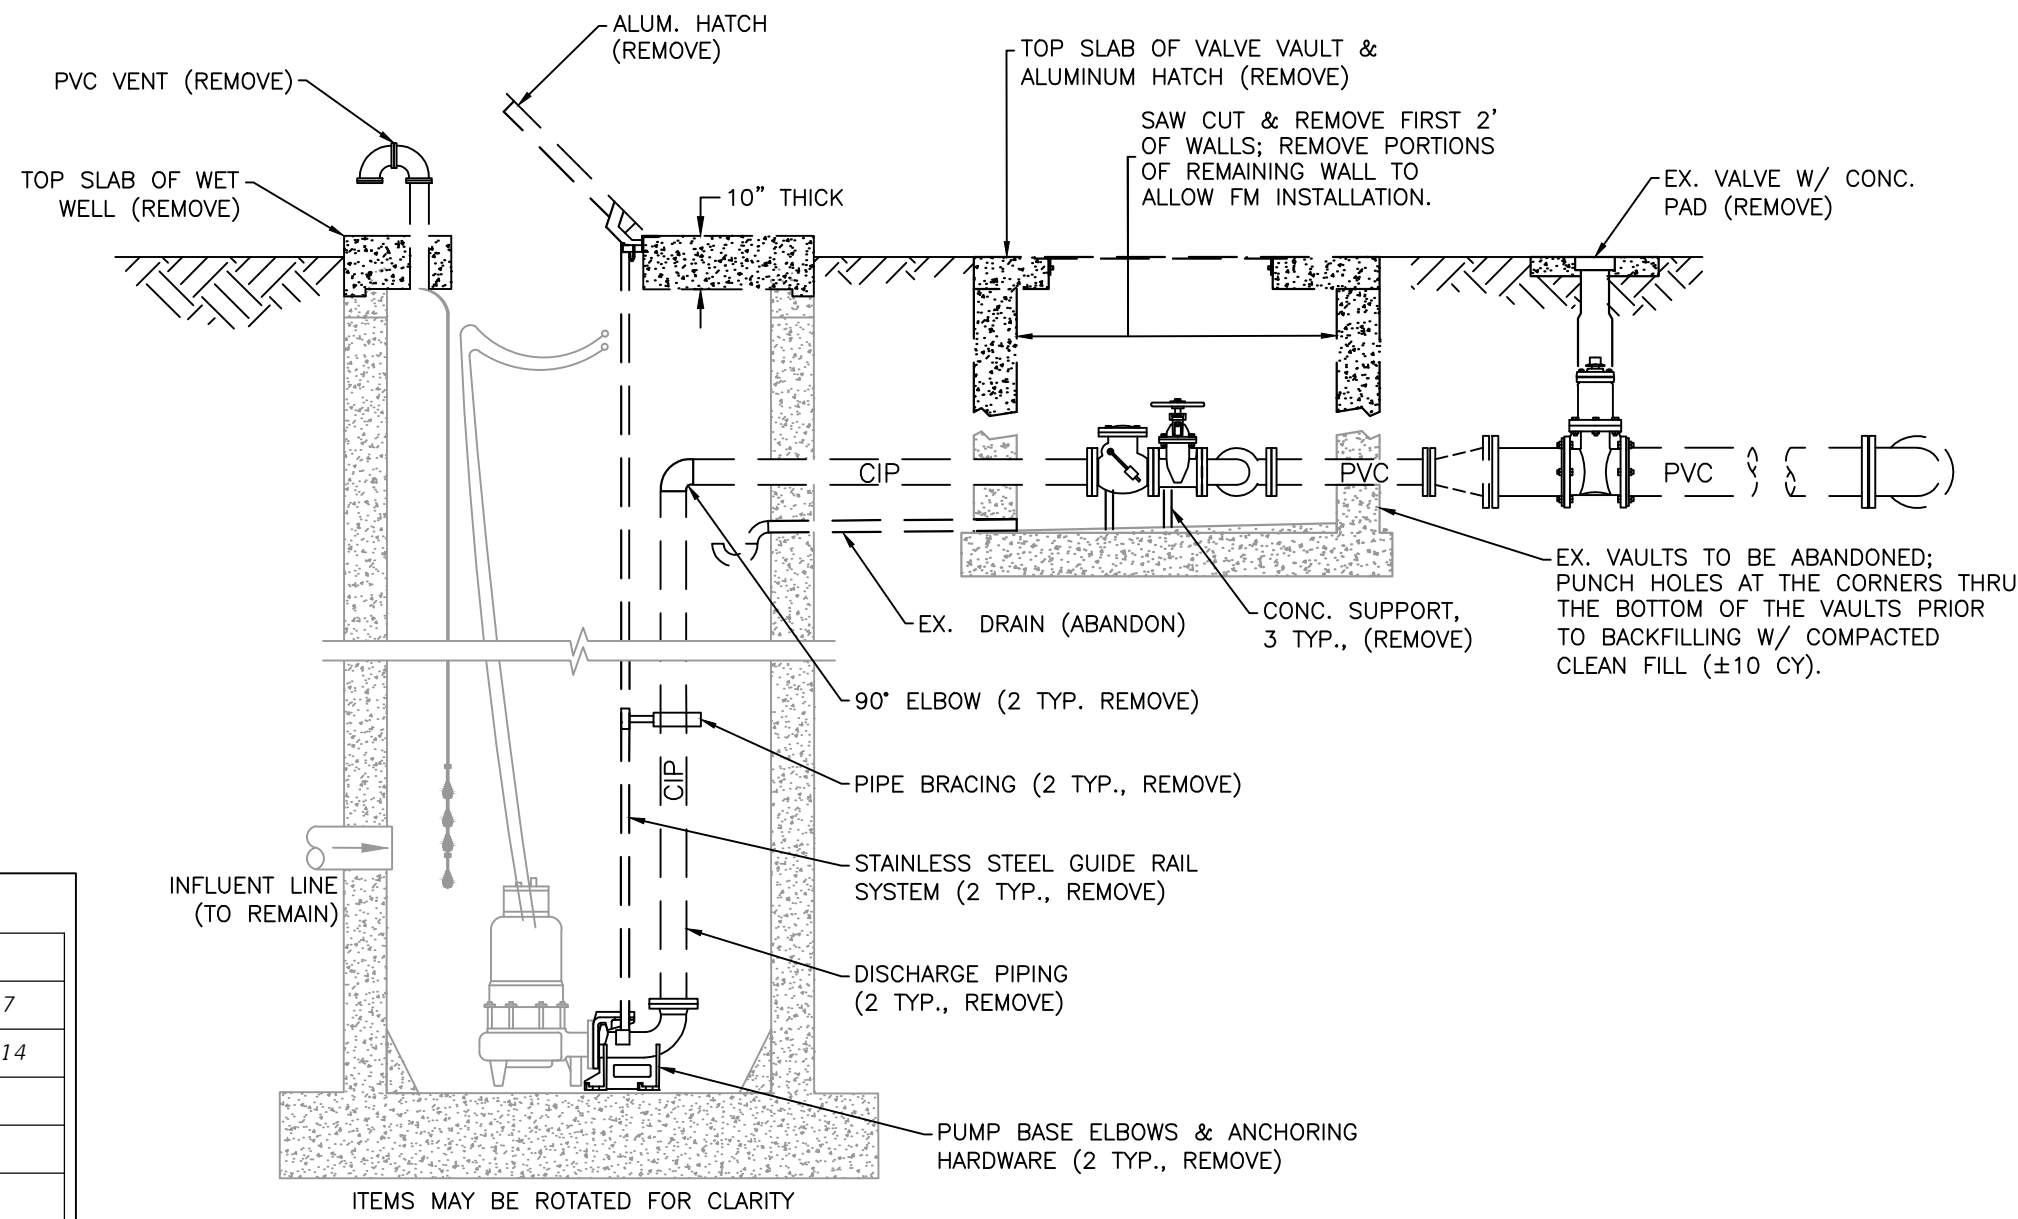 ALUM. HATCH
(REMOVE)
PVC VENT (REMOVE)
TOP SLAB OF VALVE VAULT &
ALUMINUM HATCH (REMOVE)
SAW CUT & REMOVE FIRST 2'
OF WALLS; REMOVE PORTIONS
OF REMAINING WALL TO
ALLOW FM INSTALLATION.
TOP SLAB OF WET
WELL (REMOVE)
10" THICK
EX. VALVE W/ CONC.
PAD (REMOVE)
CIP
PVC
PVC
EX. VAULTS TO BE ABANDONED;
PUNCH HOLES AT THE CORNERS THRU
THE BOTTOM OF THE VAULTS PRIOR
TO BACKFILLING W/ COMPACTED
CLEAN FILL (±10 CY).
EX. DRAIN (ABANDON)
CONC. SUPPORT,
3 TYP., (REMOVE)
90° ELBOW (2 TYP. REMOVE)
CIP
PIPE BRACING (2 TYP., REMOVE)
STAINLESS STEEL GUIDE RAIL
SYSTEM (2 TYP., REMOVE)
INFLUENT LINE
(TO REMAIN)
DISCHARGE PIPING
(2 TYP., REMOVE)
7
14
PUMP BASE ELBOWS & ANCHORING
HARDWARE (2 TYP., REMOVE)
ITEMS MAY BE ROTATED FOR CLARITY